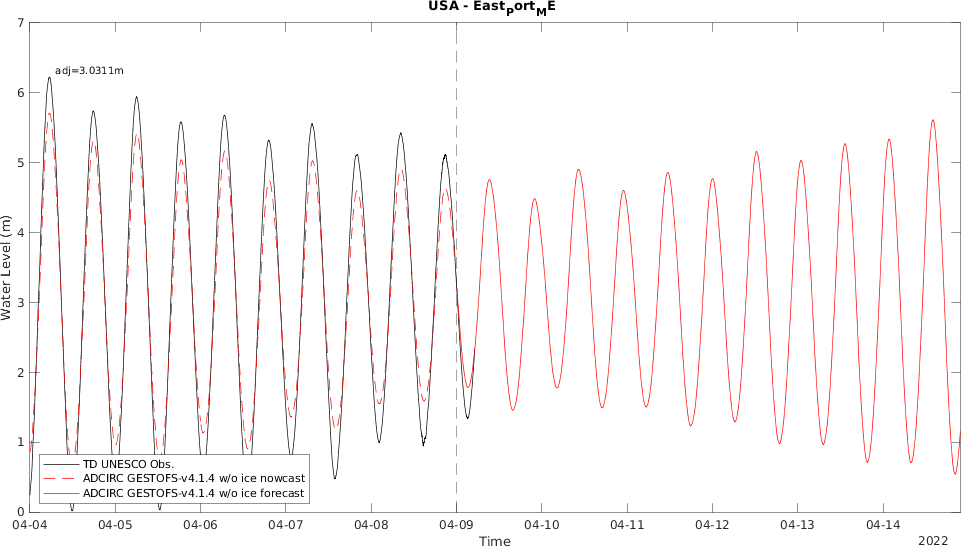 USA - EastPortME
7
adj=3.0311m
6
5
4
3
2
1
0
Water Level (m)
TD UNESCO Obs.
ADCIRC GESTOFS-v4.1.4 w/o ice nowcast
ADCIRC GESTOFS-v4.1.4 w/o ice forecast
04-04 04-05 04-06 04-07 04-08 04-09 04-10 04-11 04-12 04-13 04-14
Time
2022